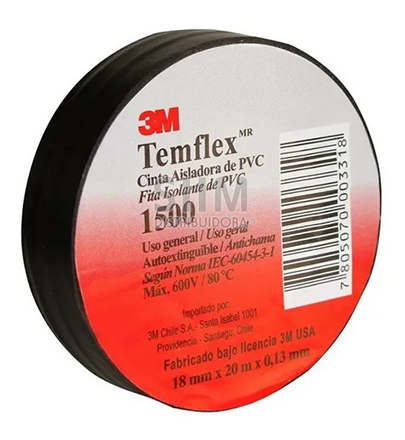 3M
Temflex MR
Cinta Aisladora de PVC
Fita Isolante de PVC
1500
DISTRIBUIDORA
Uso general / Uso geral
Autoextinguible / Antichama
Según Norma IEC-60454-3-1
Máx. 600V / 80°C
Importado por:
3M Chile S.A.- Santa Isabel 1001
Providencia - Santiago, Chile
Fabricado bajo licencia 3M USA
18 mm x 20 m x 0,13 mm
7 805070 003318